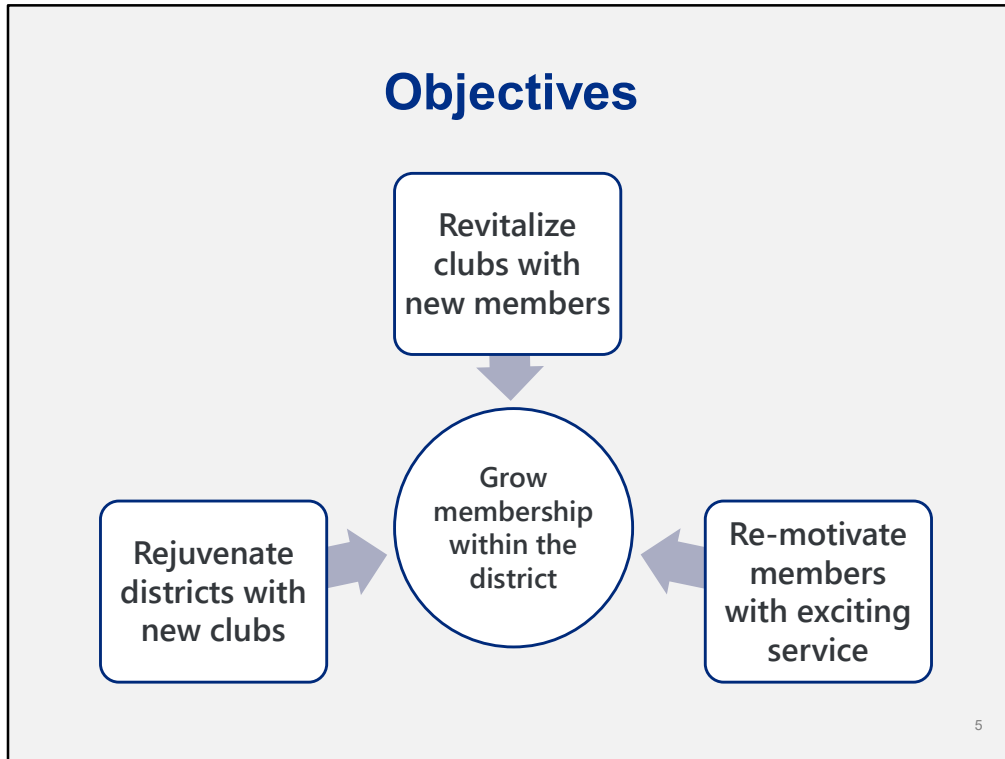 Objectives
Revitalize
clubs with
new members
Grow
membership
within the
district
Rejuvenate
districts with
new clubs
Re-motivate
members
with exciting
service
5